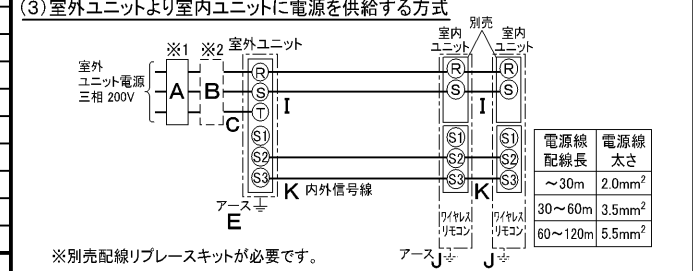 (3)室外ユニットより室内ユニットに電源を供給する方式
別売
※1 ※2 室外ユニット
室内ユニット
室内ユニット
室外
ユニット電源
三相 200V
A
B
C
R
S
T
S1
S2
S3
I
K 内外信号線
アース
E
R
S
S1
S2
S3
ワイヤレス
リモコン
I
K
R
S
S1
S2
S3
ワイヤレス
リモコン
アース J
J
電源線配線長 電源線太さ
～30m 2.0mm²
30～60m 3.5mm²
60～120m 5.5mm²
※別売配線リプレースキットが必要です。